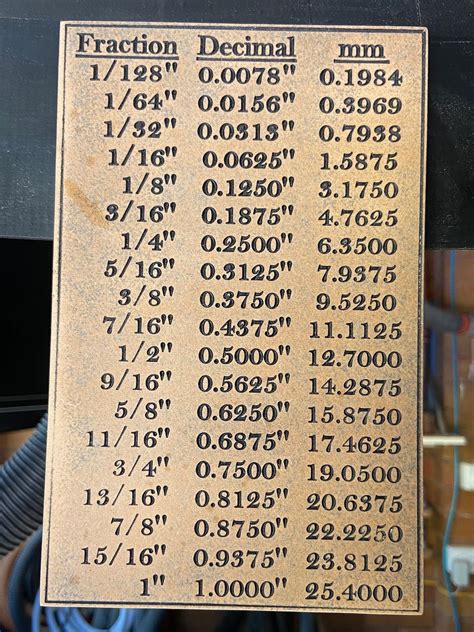 Fraction Decimal mm
1/128" 0.0078" 0.1984
1/64" 0.0156" 0.3969
1/32" 0.0313" 0.7938
1/16" 0.0625" 1.5875
1/8" 0.1250" 3.1750
3/16" 0.1875" 4.7625
1/4" 0.2500" 6.3500
5/16" 0.3125" 7.9375
3/8" 0.3750" 9.5250
7/16" 0.4375" 11.1125
1/2" 0.5000" 12.7000
9/16" 0.5625" 14.2875
5/8" 0.6250" 15.8750
11/16" 0.6875" 17.4625
3/4" 0.7500" 19.0500
13/16" 0.8125" 20.6375
7/8" 0.8750" 22.2250
15/16" 0.9375" 23.8125
1" 1.0000" 25.4000